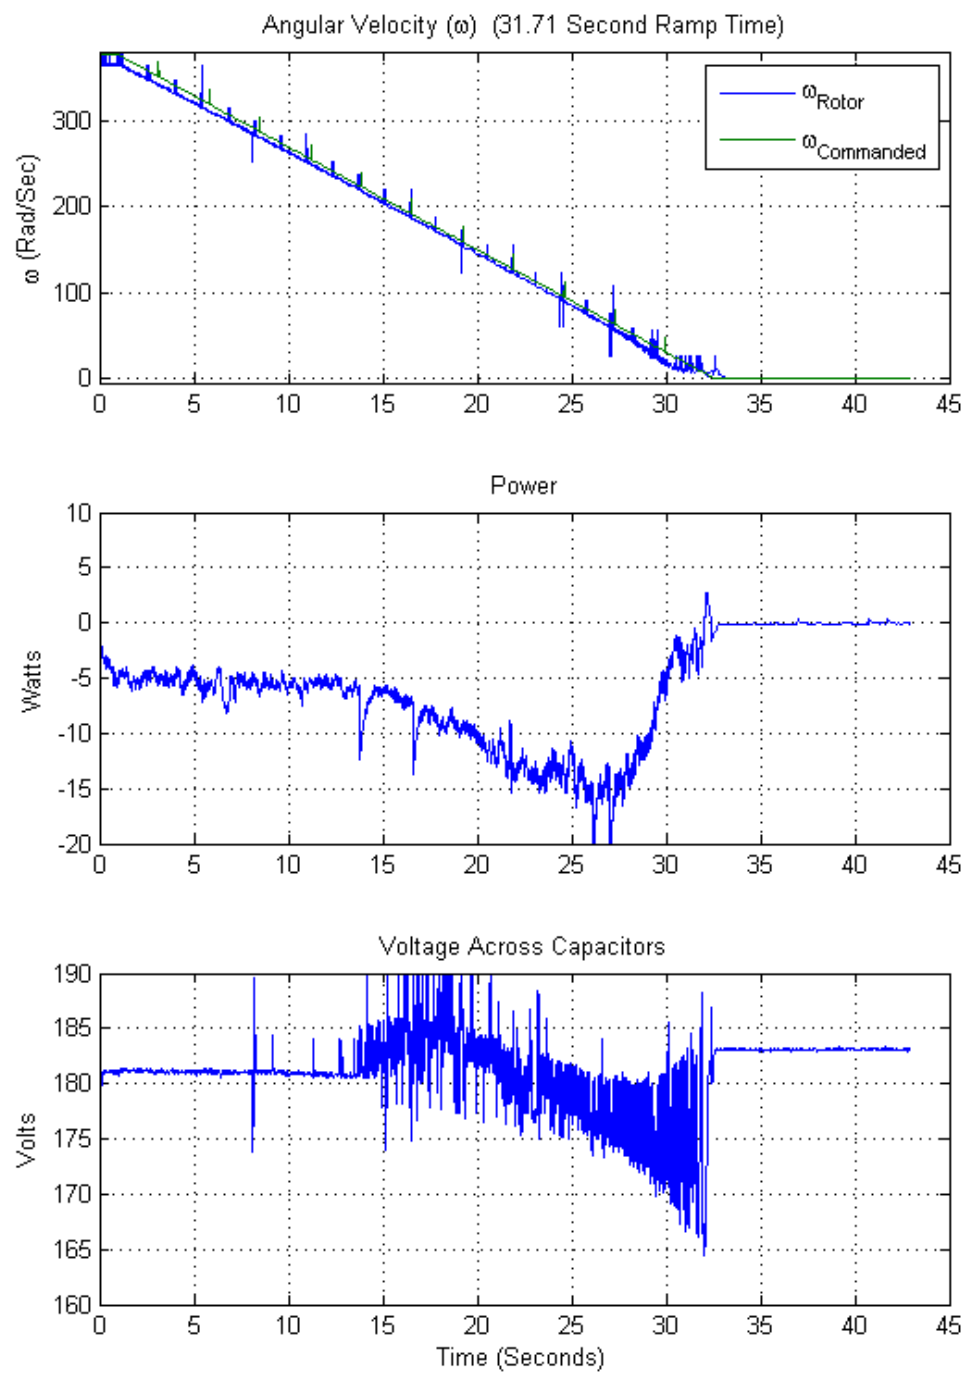 Angular Velocity (ω) (31.71 Second Ramp Time)
300
200
100
0
ω (Rad/Sec)
ωRotor
ωCommanded
0 5 10 15 20 25 30 35 40 45
Power
10
5
0
-5
-10
-15
-20
Watts
0 5 10 15 20 25 30 35 40 45
Voltage Across Capacitors
190
185
180
175
170
165
160
Volts
0 5 10 15 20 25 30 35 40 45
Time (Seconds)